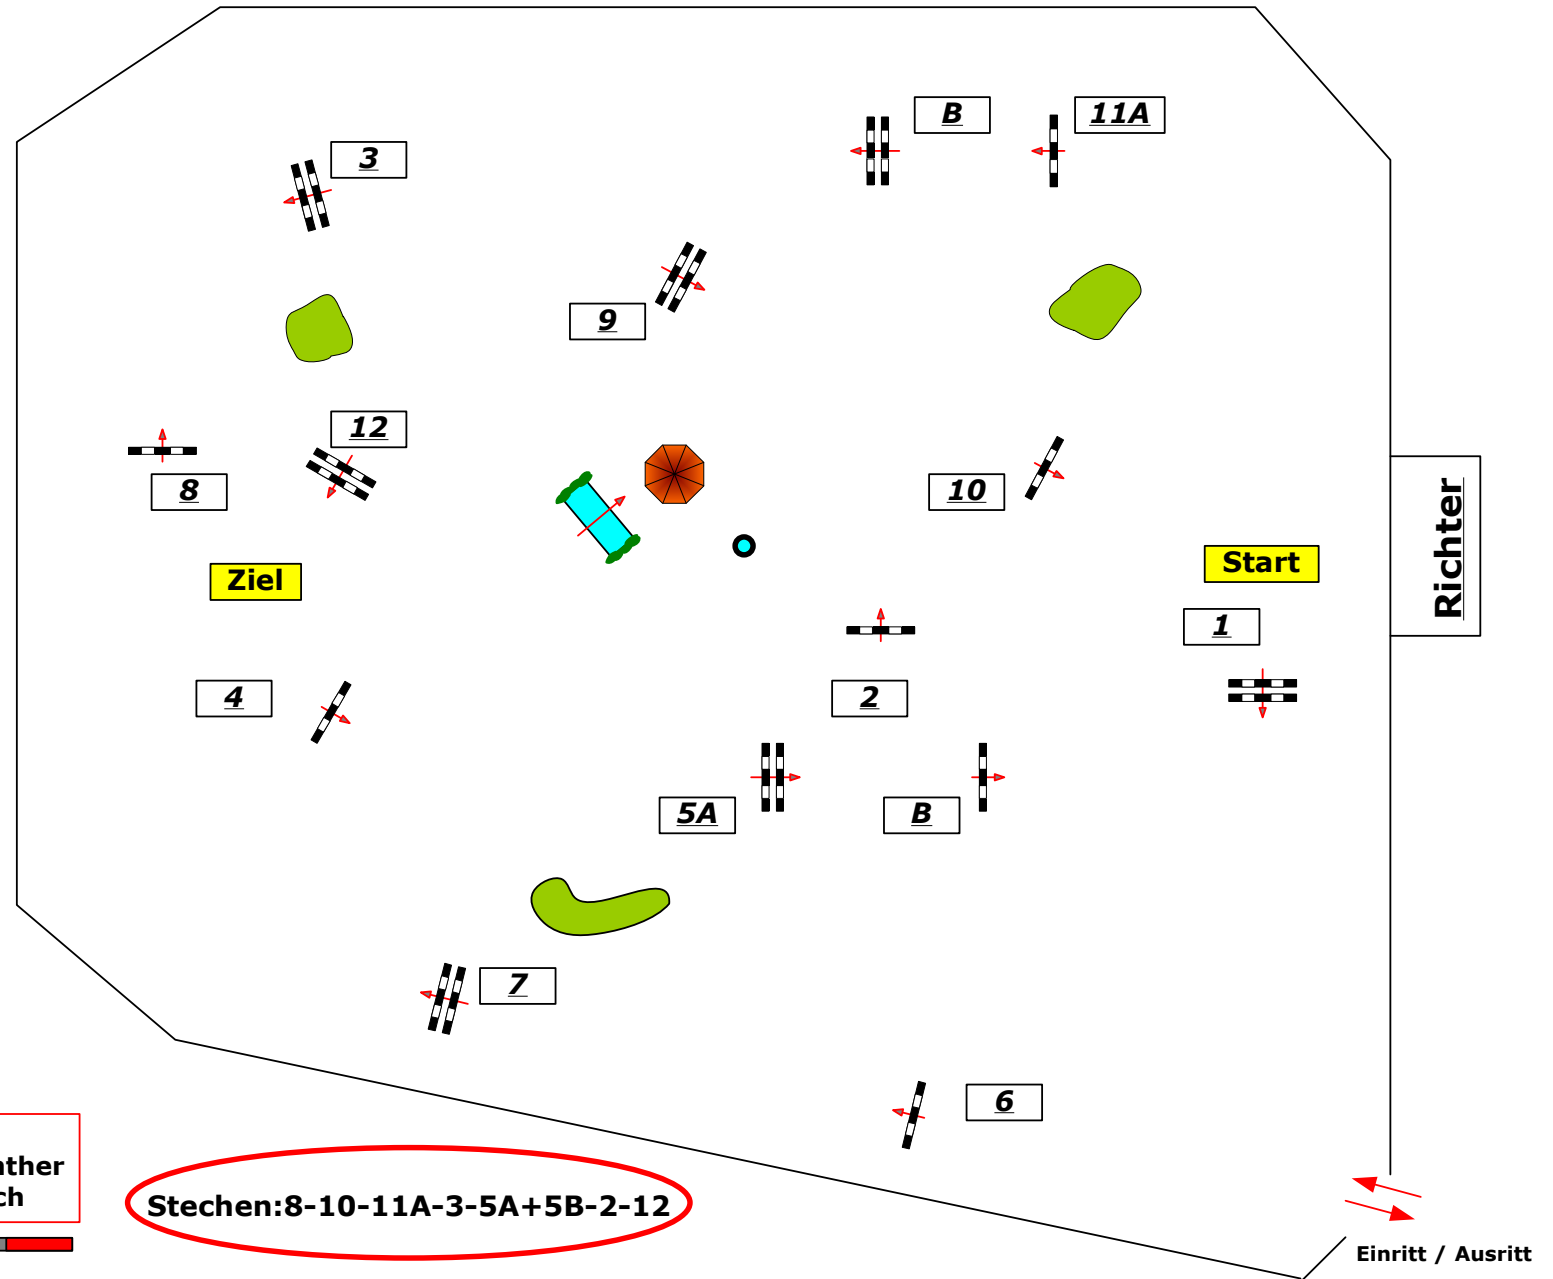 B
11A
3
9
12
8
10
Ziel
Start
Richter
1
4
2
5A
B
7
6
Stechen:8-10-11A-3-5A+5B-2-12
Einritt / Ausritt